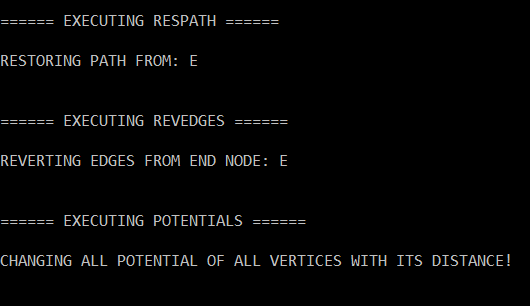 ====== EXECUTING RESPATH ======
RESTORING PATH FROM: E
====== EXECUTING REVEDGES ======
REVERTING EDGES FROM END NODE: E
====== EXECUTING POTENTIALS ======
CHANGING ALL POTENTIAL OF ALL VERTICES WITH ITS DISTANCE!